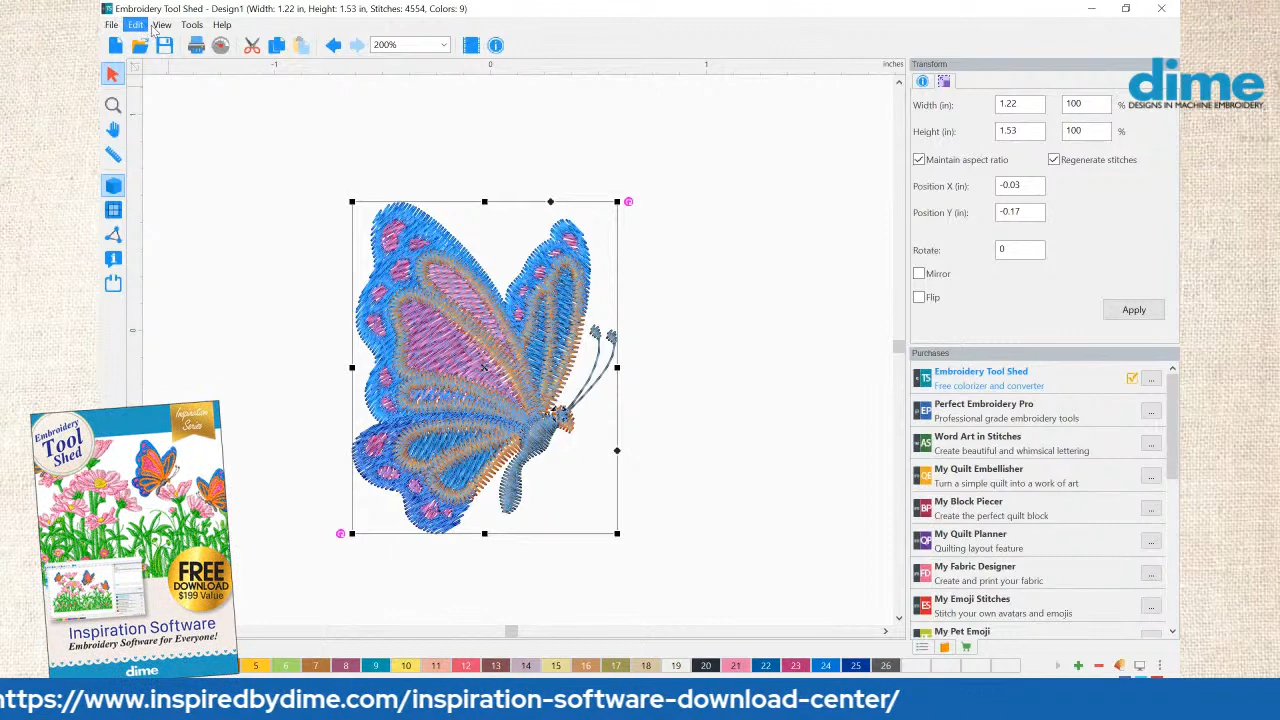 Embroidery Tool Shed - Design1 (Width: 1.22 in, Height: 1.53 in, Stitches: 4554, Colors: 9)
File Edit View Tools Help
200%
-1 0 1 inches
1
0
Transform
dime
DESIGNS IN MACHINE EMBROIDERY
Width (in): 1.22 100 %
Height (in): 1.53 100 %
Maintain aspect ratio Regenerate stitches
Position X (in) -0.03
Position Y (in) -0.17
Rotate: 0
Mirror
Flip
Apply
Purchases
Embroidery Tool Shed
Free colorizer and converter
...
Perfect Embroidery Pro
Professional grade embroidery tools
...
Word Art in Stitches
Create beautiful and whimsical lettering
...
My Quilt Embellisher
Turn a simple quilt into a work of art
...
My Block Piecer
Create the perfect quilt block
...
My Quilt Planner
Quilting layout feature
...
My Fabric Designer
Create and print your fabric
...
My Emoji Stitches
Stitch your own avatars and emojis
...
My Pet Emoji
Embroidery
Tool
Shed
Inspiration
Series
FREE
DOWNLOAD
$199 Value
Inspiration Software
Embroidery Software for Everyone!
dime
5 6 7 8 9 10 11 12 13 14 15 16 17 18 19 20 21 22 23 24 25 26
https://www.inspiredbydime.com/inspiration-software-download-center/